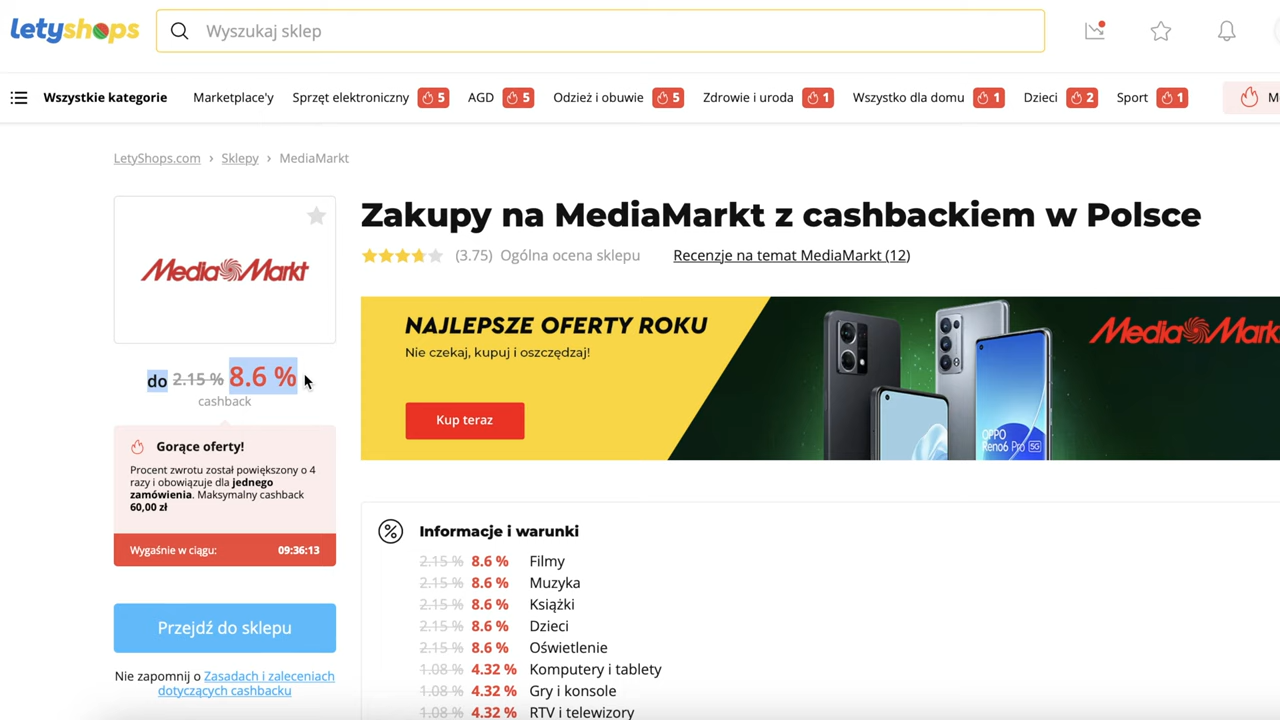 letyshops
Wyszukaj sklep
Wszystkie kategorie
Marketplace'y
Sprzęt elektroniczny 5
AGD 5
Odzież i obuwie 5
Zdrowie i uroda 1
Wszystko dla domu 1
Dzieci 2
Sport 1
LetyShops.com › Sklepy › MediaMarkt
MediaMarkt
do 2.15 % 8.6 %
cashback
Gorące oferty!
Procent zwrotu został powiększony o 4
razy i obowiązuje dla jednego
zamówienia. Maksymalny cashback
60,00 zł
Wygaśnie w ciągu: 09:36:13
Przejdź do sklepu
Nie zapomnij o Zasadach i zaleceniach
dotyczących cashbacku
Zakupy na MediaMarkt z cashbackiem w Polsce
(3.75) Ogólna ocena sklepu
Recenzje na temat MediaMarkt (12)
NAJLEPSZE OFERTY ROKU
Nie czekaj, kupuj i oszczędzaj!
Kup teraz
OPPO
Reno6 Pro 5G
MediaMark
Informacje i warunki
2.15 % 8.6 % Filmy
2.15 % 8.6 % Muzyka
2.15 % 8.6 % Książki
2.15 % 8.6 % Dzieci
2.15 % 8.6 % Oświetlenie
1.08 % 4.32 % Komputery i tablety
1.08 % 4.32 % Gry i konsole
1.08 % 4.32 % RTV i telewizory